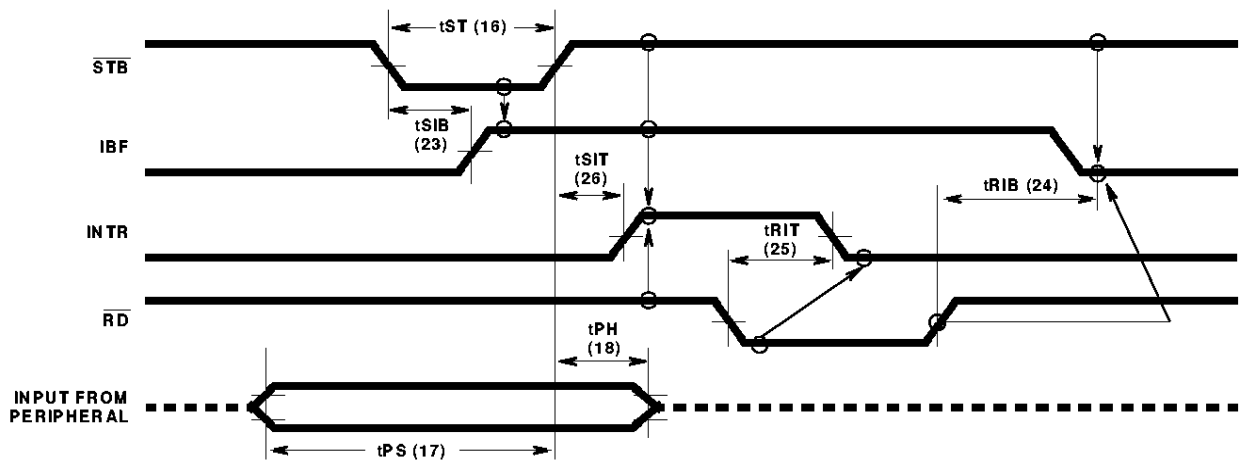 tST (16)
STB
tSIB
(23)
IBF
tSIT
(26)
tRIB (24)
INTR
tRIT
(25)
RD
tPH
(18)
INPUT FROM
PERIPHERAL
tPS (17)